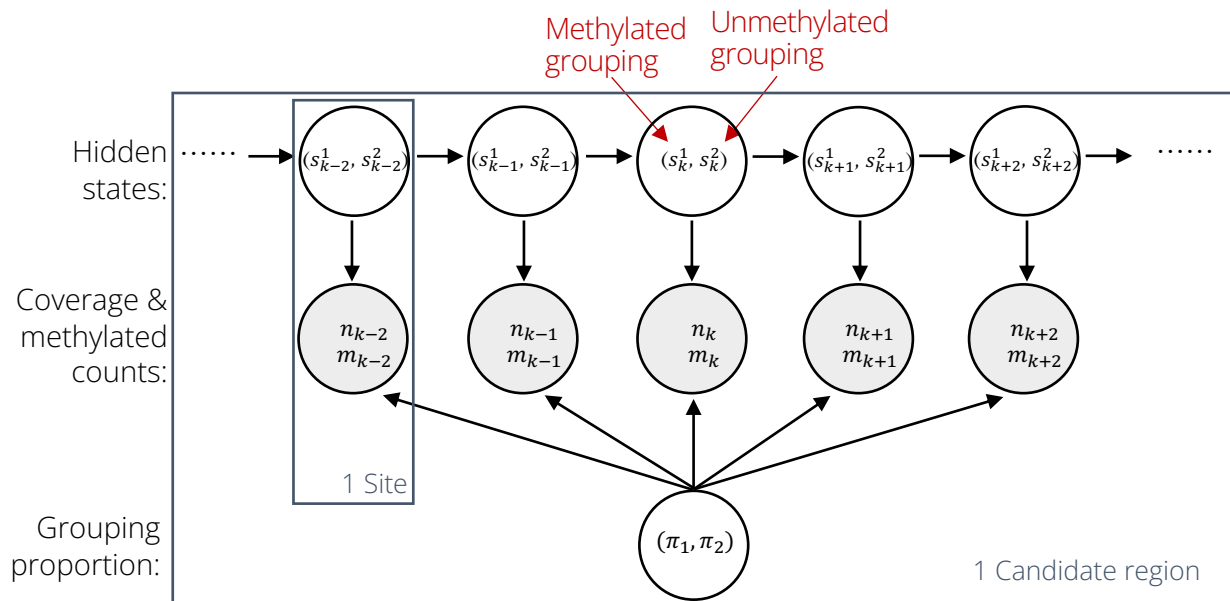 Methylated
grouping
Unmethylated
grouping
Hidden
states:
......
(s¹ₖ₋₂, s²ₖ₋₂)
(s¹ₖ₋₁, s²ₖ₋₁)
(s¹ₖ, s²ₖ)
(s¹ₖ₊₁, s²ₖ₊₁)
(s¹ₖ₊₂, s²ₖ₊₂)
......
Coverage &
methylated
counts:
nₖ₋₂
mₖ₋₂
nₖ₋₁
mₖ₋₁
nₖ
mₖ
nₖ₊₁
mₖ₊₁
nₖ₊₂
mₖ₊₂
1 Site
Grouping
proportion:
(π₁, π₂)
1 Candidate region